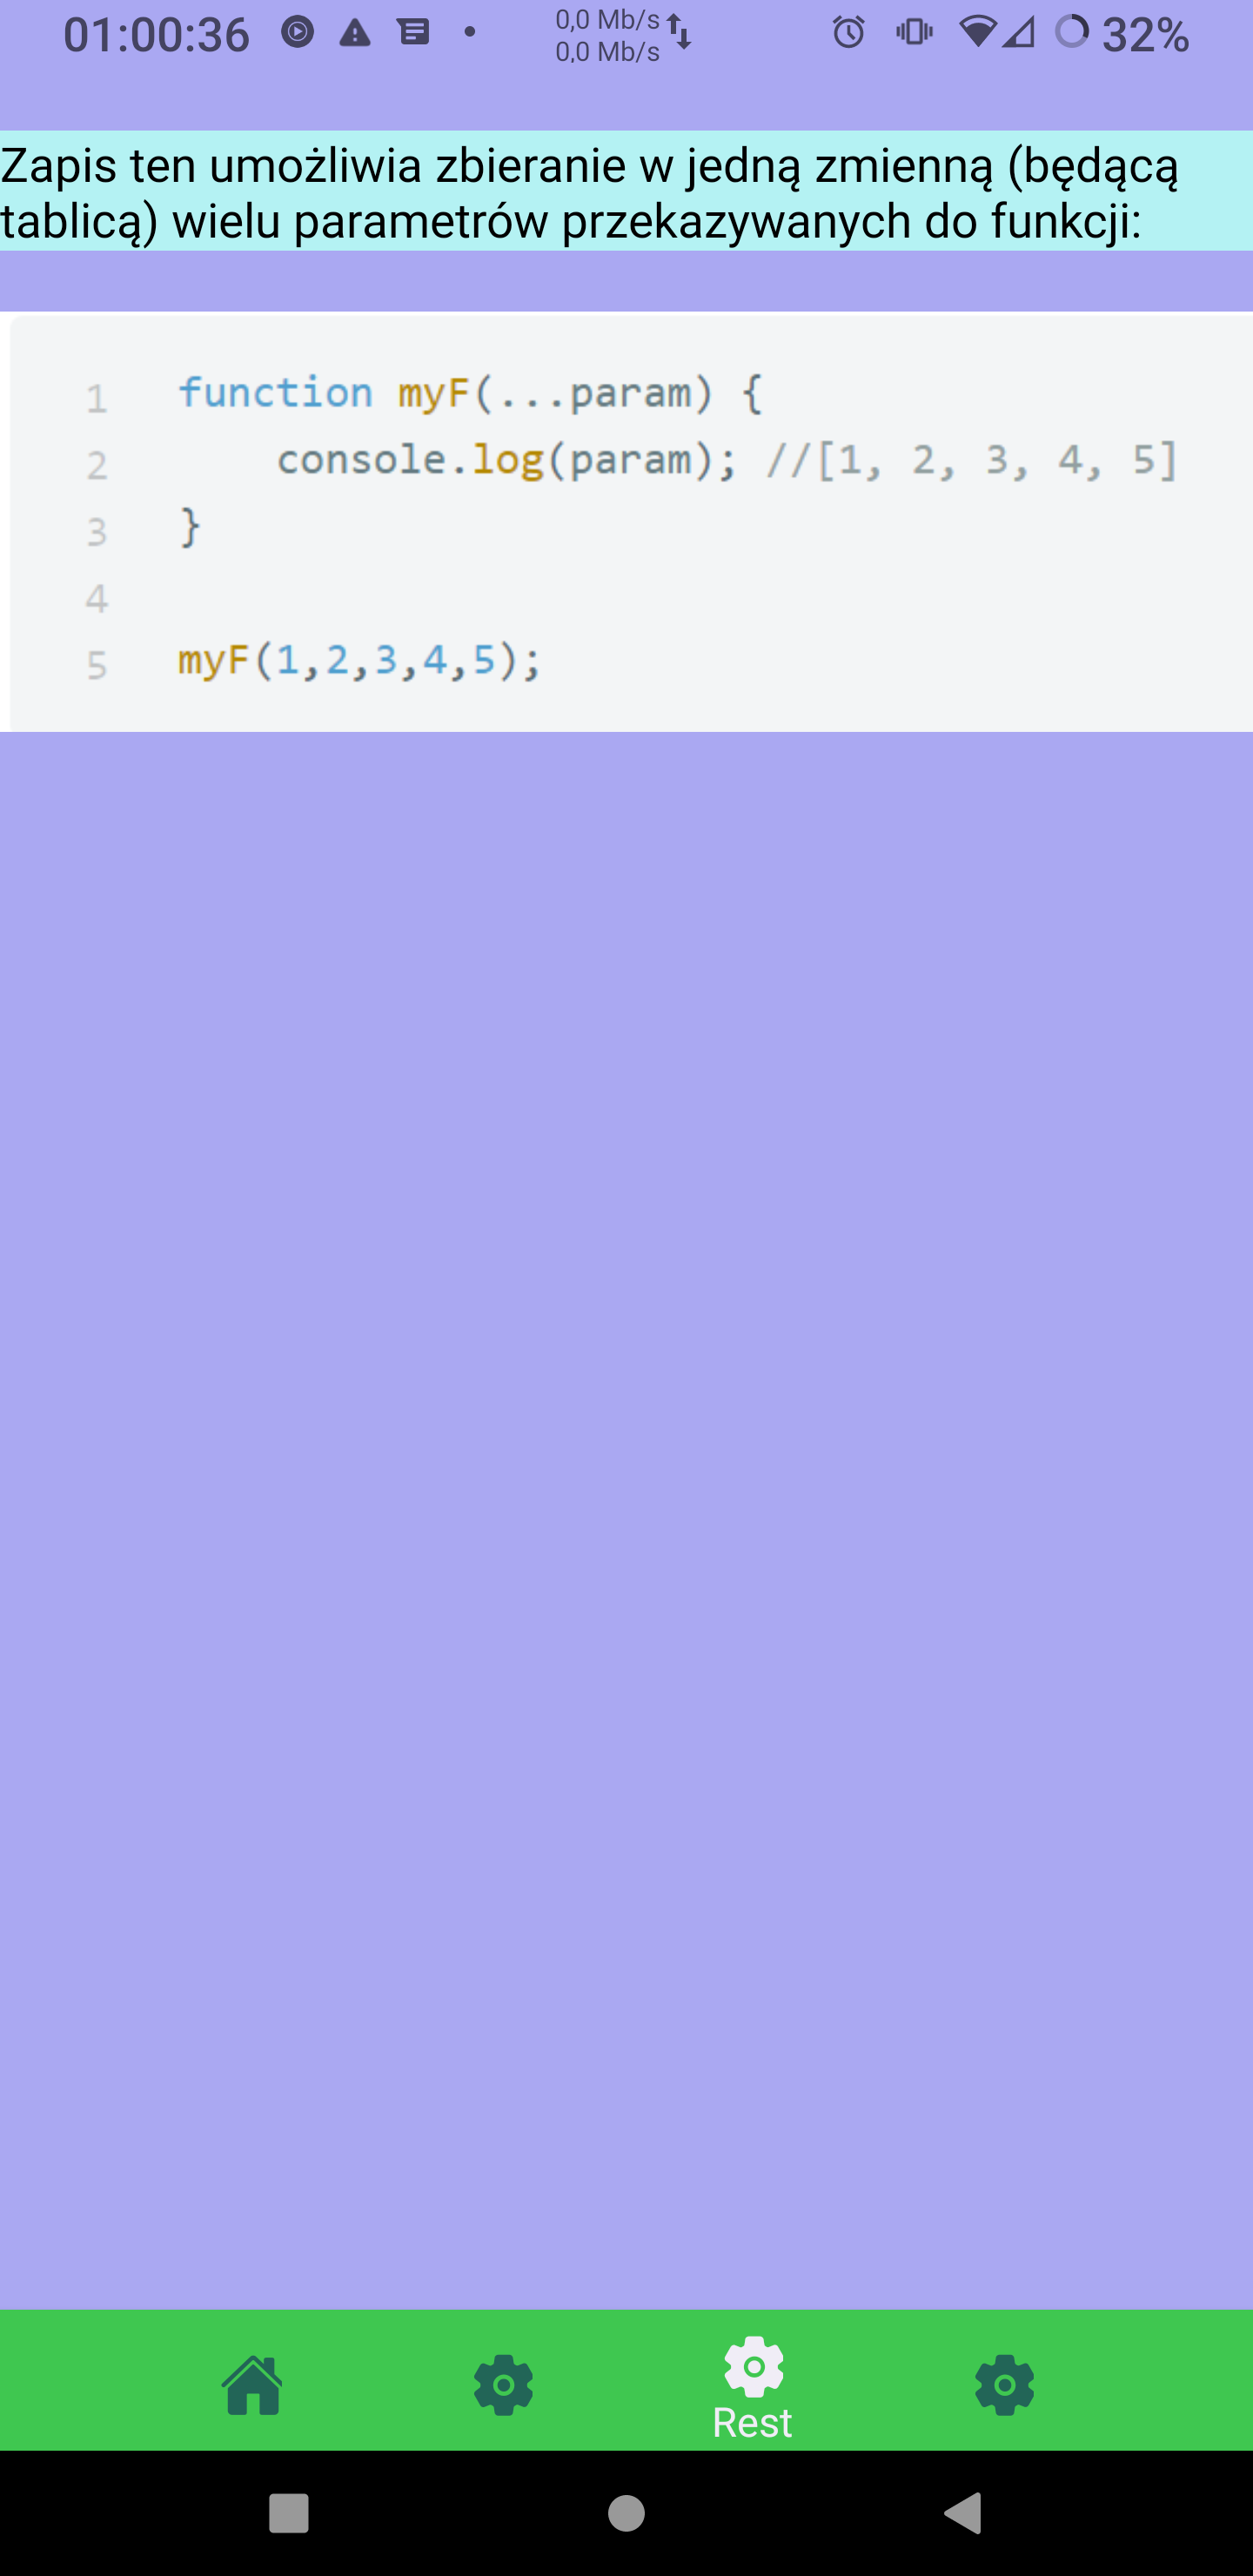 01:00:36 0,0 Mb/s 32%
0,0 Mb/s
Zapis ten umożliwia zbieranie w jedną zmienną (będącą
tablicą) wielu parametrów przekazywanych do funkcji:
1 function myF(...param) {
2 console.log(param); //[1, 2, 3, 4, 5]
3 }
4
5 myF(1,2,3,4,5);
Rest